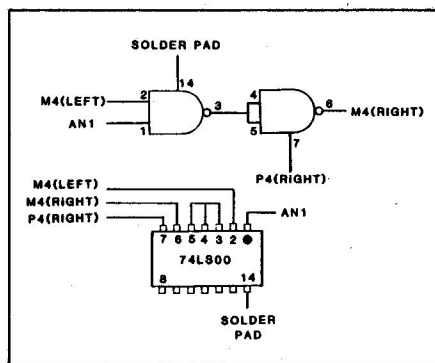 SOLDER PAD
14
M4(LEFT) 2 3 4 6 M4(RIGHT)
AN1 1 5 7
P4(RIGHT)
M4(LEFT)
M4(RIGHT)
P4(RIGHT) AN1
7 6 5 4 3 2
74LS00
8 14
SOLDER
PAD